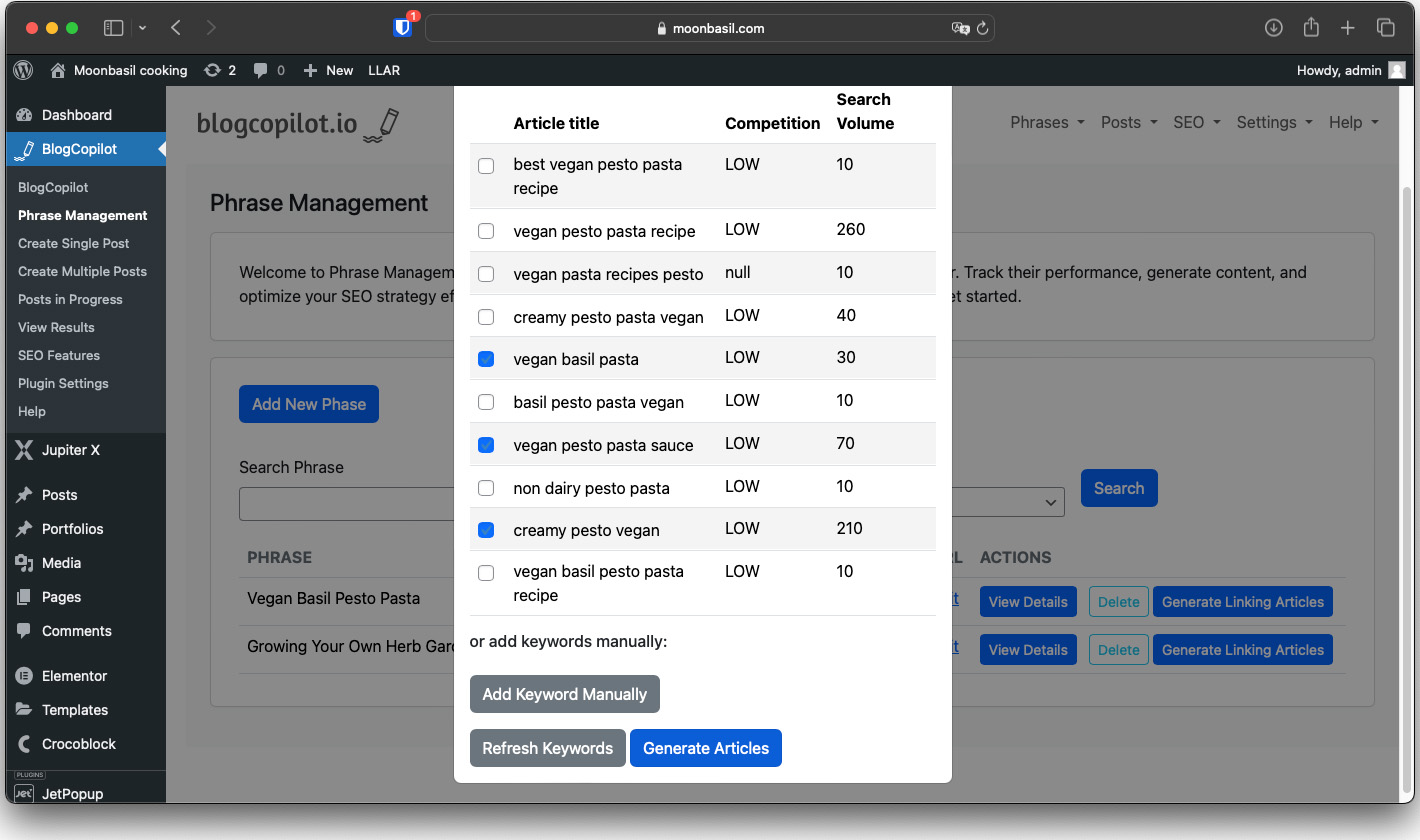 1
moonbasil.com
Moonbasil cooking
2
0
New
LLAR
Howdy, admin
Dashboard
BlogCopilot
BlogCopilot
Phrase Management
Create Single Post
Create Multiple Posts
Posts in Progress
View Results
SEO Features
Plugin Settings
Help
Jupiter X
Posts
Portfolios
Media
Pages
Comments
Elementor
Templates
Crocoblock
PLUGINS
Jet JetPopup
blogcopilot.io
Phrases Posts SEO Settings Help
Phrase Management
Welcome to Phrase Managem
r. Track their performance, generate content, and
optimize your SEO strategy ef
et started.
Add New Phase
Search Phrase
Search
PHRASE
RL
ACTIONS
Vegan Basil Pesto Pasta
it View Details Delete Generate Linking Articles
Growing Your Own Herb Gard
it View Details Delete Generate Linking Articles
Article title Competition Search Volume
best vegan pesto pasta recipe LOW 10
vegan pesto pasta recipe LOW 260
vegan pasta recipes pesto null 10
creamy pesto pasta vegan LOW 40
vegan basil pasta LOW 30
basil pesto pasta vegan LOW 10
vegan pesto pasta sauce LOW 70
non dairy pesto pasta LOW 10
creamy pesto vegan LOW 210
vegan basil pesto pasta recipe LOW 10
or add keywords manually:
Add Keyword Manually
Refresh Keywords Generate Articles